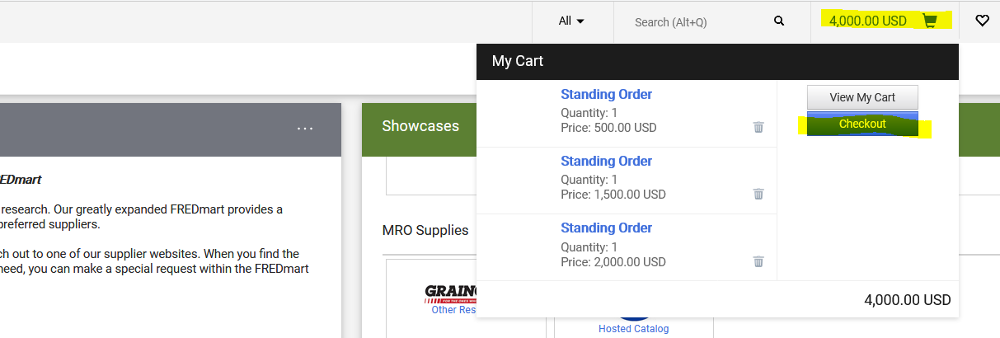 All
Search (Alt+Q)
4,000.00 USD
My Cart
Standing Order
Quantity: 1
Price: 500.00 USD
Standing Order
Quantity: 1
Price: 1,500.00 USD
Standing Order
Quantity: 1
Price: 2,000.00 USD
View My Cart
Checkout
4,000.00 USD
...
research. Our greatly expanded FREDmart provides a
preferred suppliers.
out to one of our supplier websites. When you find the
need, you can make a special request within the FREDmart
Showcases
MRO Supplies
FOR THE ONES
Other
Hosted Catalog